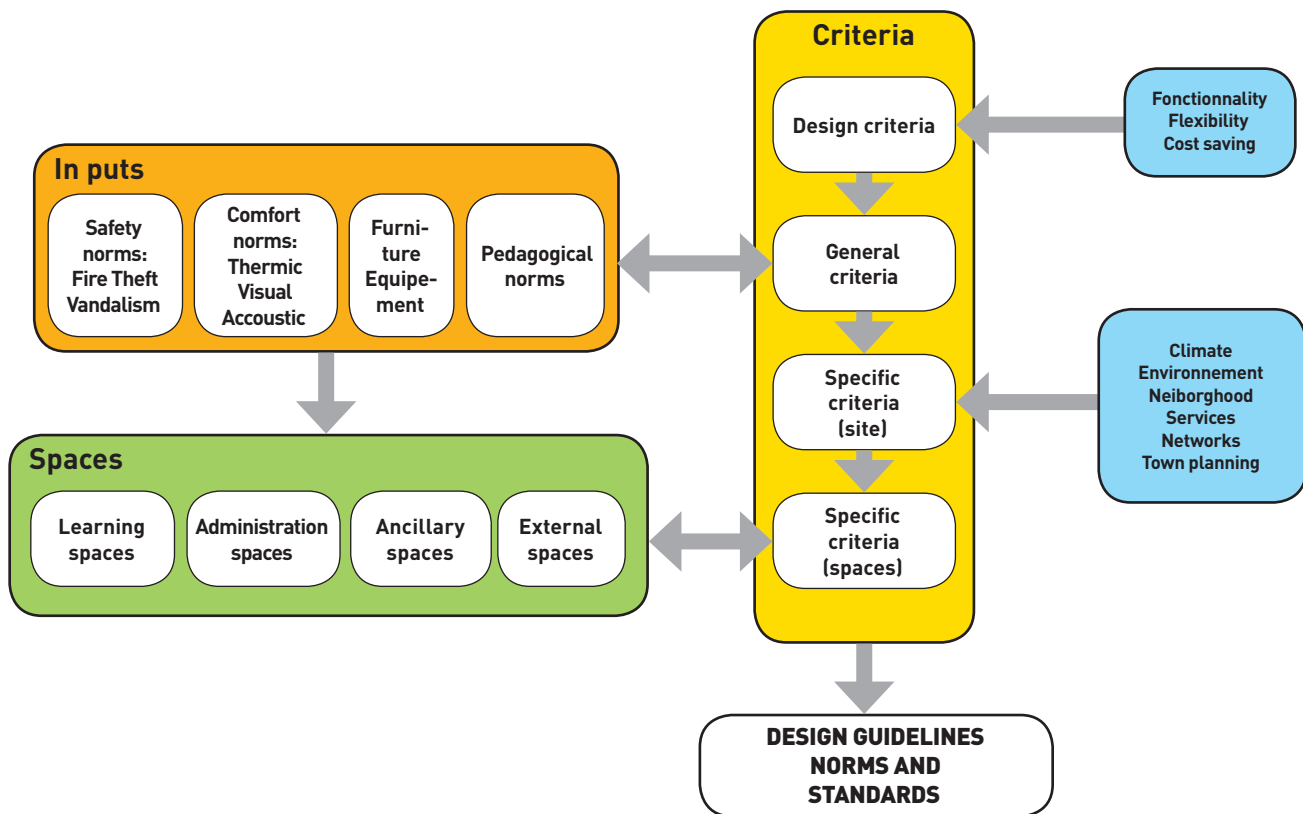 Criteria
Design criteria
General
criteria
Specific
criteria
(site)
Specific
criteria
(spaces)
Fonctionnality
Flexibility
Cost saving
In puts
Safety
norms:
Fire Theft
Vandalism
Comfort
norms:
Thermic
Visual
Accoustic
Furni-
ture
Equipe-
ment
Pedagogical
norms
Climate
Environnement
Neiborghood
Services
Networks
Town planning
Spaces
Learning
spaces
Administration
spaces
Ancillary
spaces
External
spaces
DESIGN GUIDELINES
NORMS AND
STANDARDS